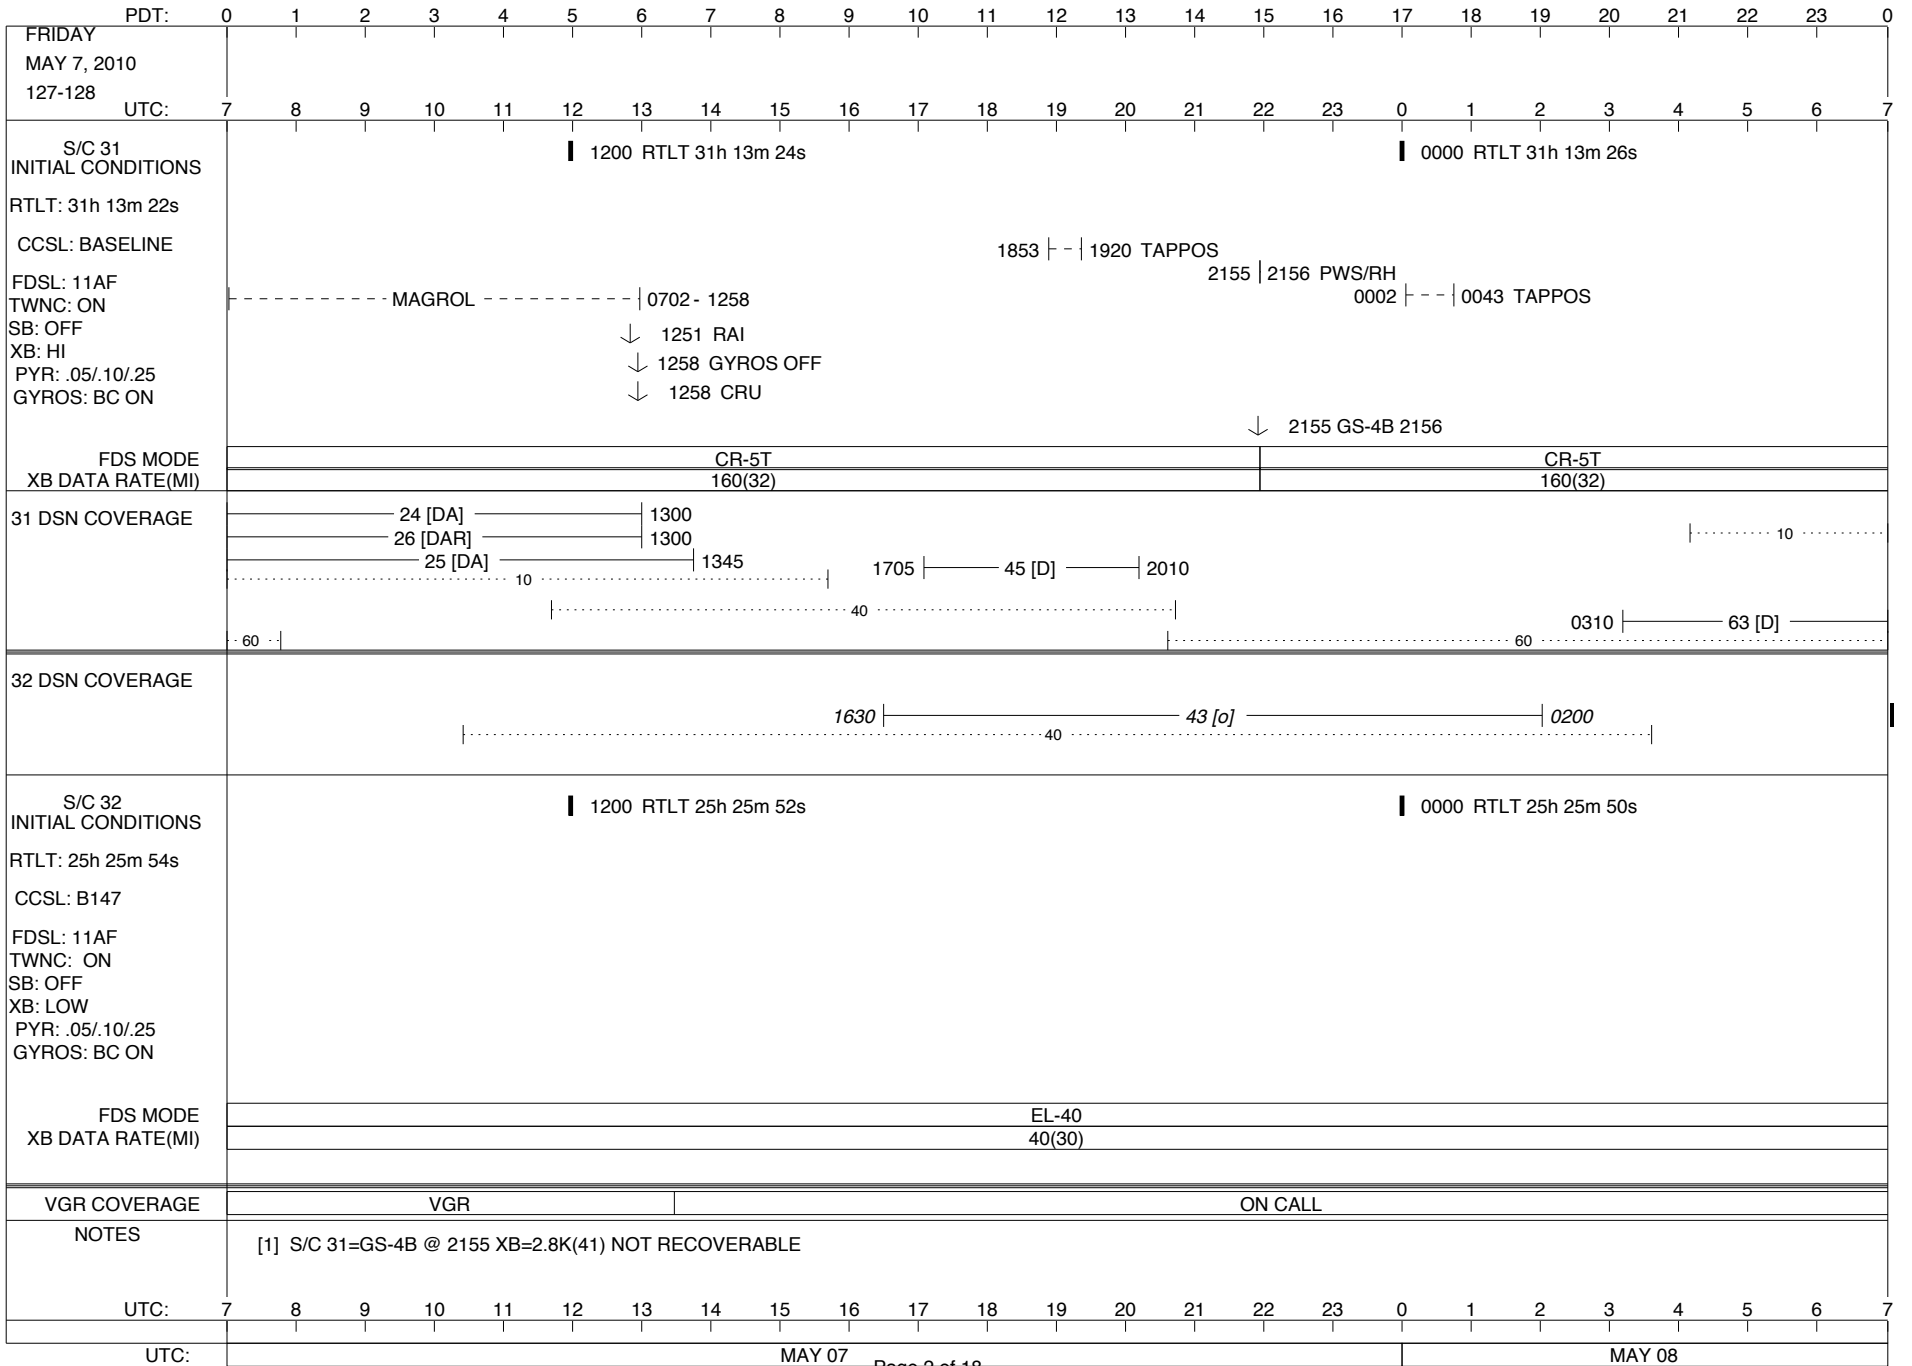 PDT: 0 1 2 3 4 5 6 7 8 9 10 11 12 13 14 15 16 17 18 19 20 21 22 23 0
FRIDAY
MAY 7, 2010
127-128
UTC: 7 8 9 10 11 12 13 14 15 16 17 18 19 20 21 22 23 0 1 2 3 4 5 6 7
S/C 31
INITIAL CONDITIONS
1200 RTLT 31h 13m 24s
0000 RTLT 31h 13m 26s
RTLT: 31h 13m 22s
CCSL: BASELINE
1853 1920 TAPPOS
2155 2156 PWS/RH
FDSL: 11AF
TWNC: ON
MAGROL 0702 - 1258
0002 0043 TAPPOS
SB: OFF
1251 RAI
XB: HI
1258 GYROS OFF
PYR: .05/.10/.25
1258 CRU
GYROS: BC ON
2155 GS-4B 2156
FDS MODE CR-5T CR-5T
XB DATA RATE(MI) 160(32) 160(32)
31 DSN COVERAGE
24 [DA] 1300
26 [DAR] 1300
10
25 [DA] 1345
1705 45 [D] 2010
10
40
0310 63 [D]
60
60
32 DSN COVERAGE
1630 43 [o] 0200
40
S/C 32
INITIAL CONDITIONS
1200 RTLT 25h 25m 52s
0000 RTLT 25h 25m 50s
RTLT: 25h 25m 54s
CCSL: B147
FDSL: 11AF
TWNC: ON
SB: OFF
XB: LOW
PYR: .05/.10/.25
GYROS: BC ON
FDS MODE EL-40
XB DATA RATE(MI) 40(30)
VGR COVERAGE VGR ON CALL
NOTES
[1] S/C 31=GS-4B @ 2155 XB=2.8K(41) NOT RECOVERABLE
UTC: 7 8 9 10 11 12 13 14 15 16 17 18 19 20 21 22 23 0 1 2 3 4 5 6 7
UTC: MAY 07 MAY 08
Page 2 of 18